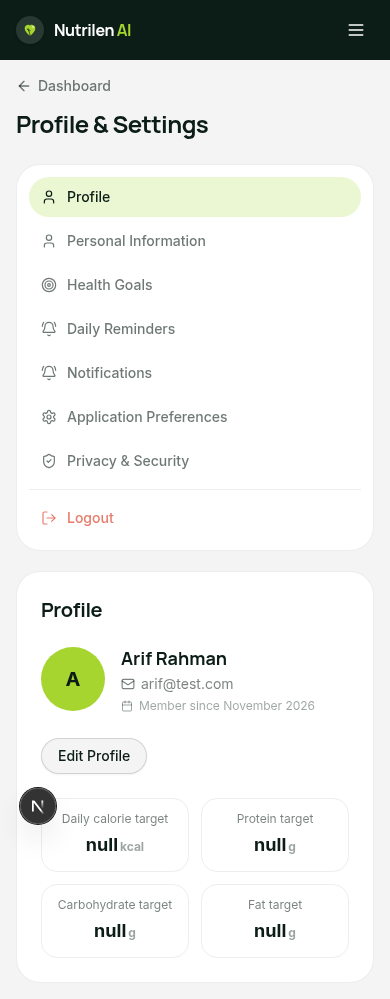 Nutrilen AI
Dashboard
Profile & Settings
Profile
Personal Information
Health Goals
Daily Reminders
Notifications
Application Preferences
Privacy & Security
Logout
Profile
A
Arif Rahman
arif@test.com
Member since November 2026
Edit Profile
N
Daily calorie target
null kcal
Protein target
null g
Carbohydrate target
null g
Fat target
null g